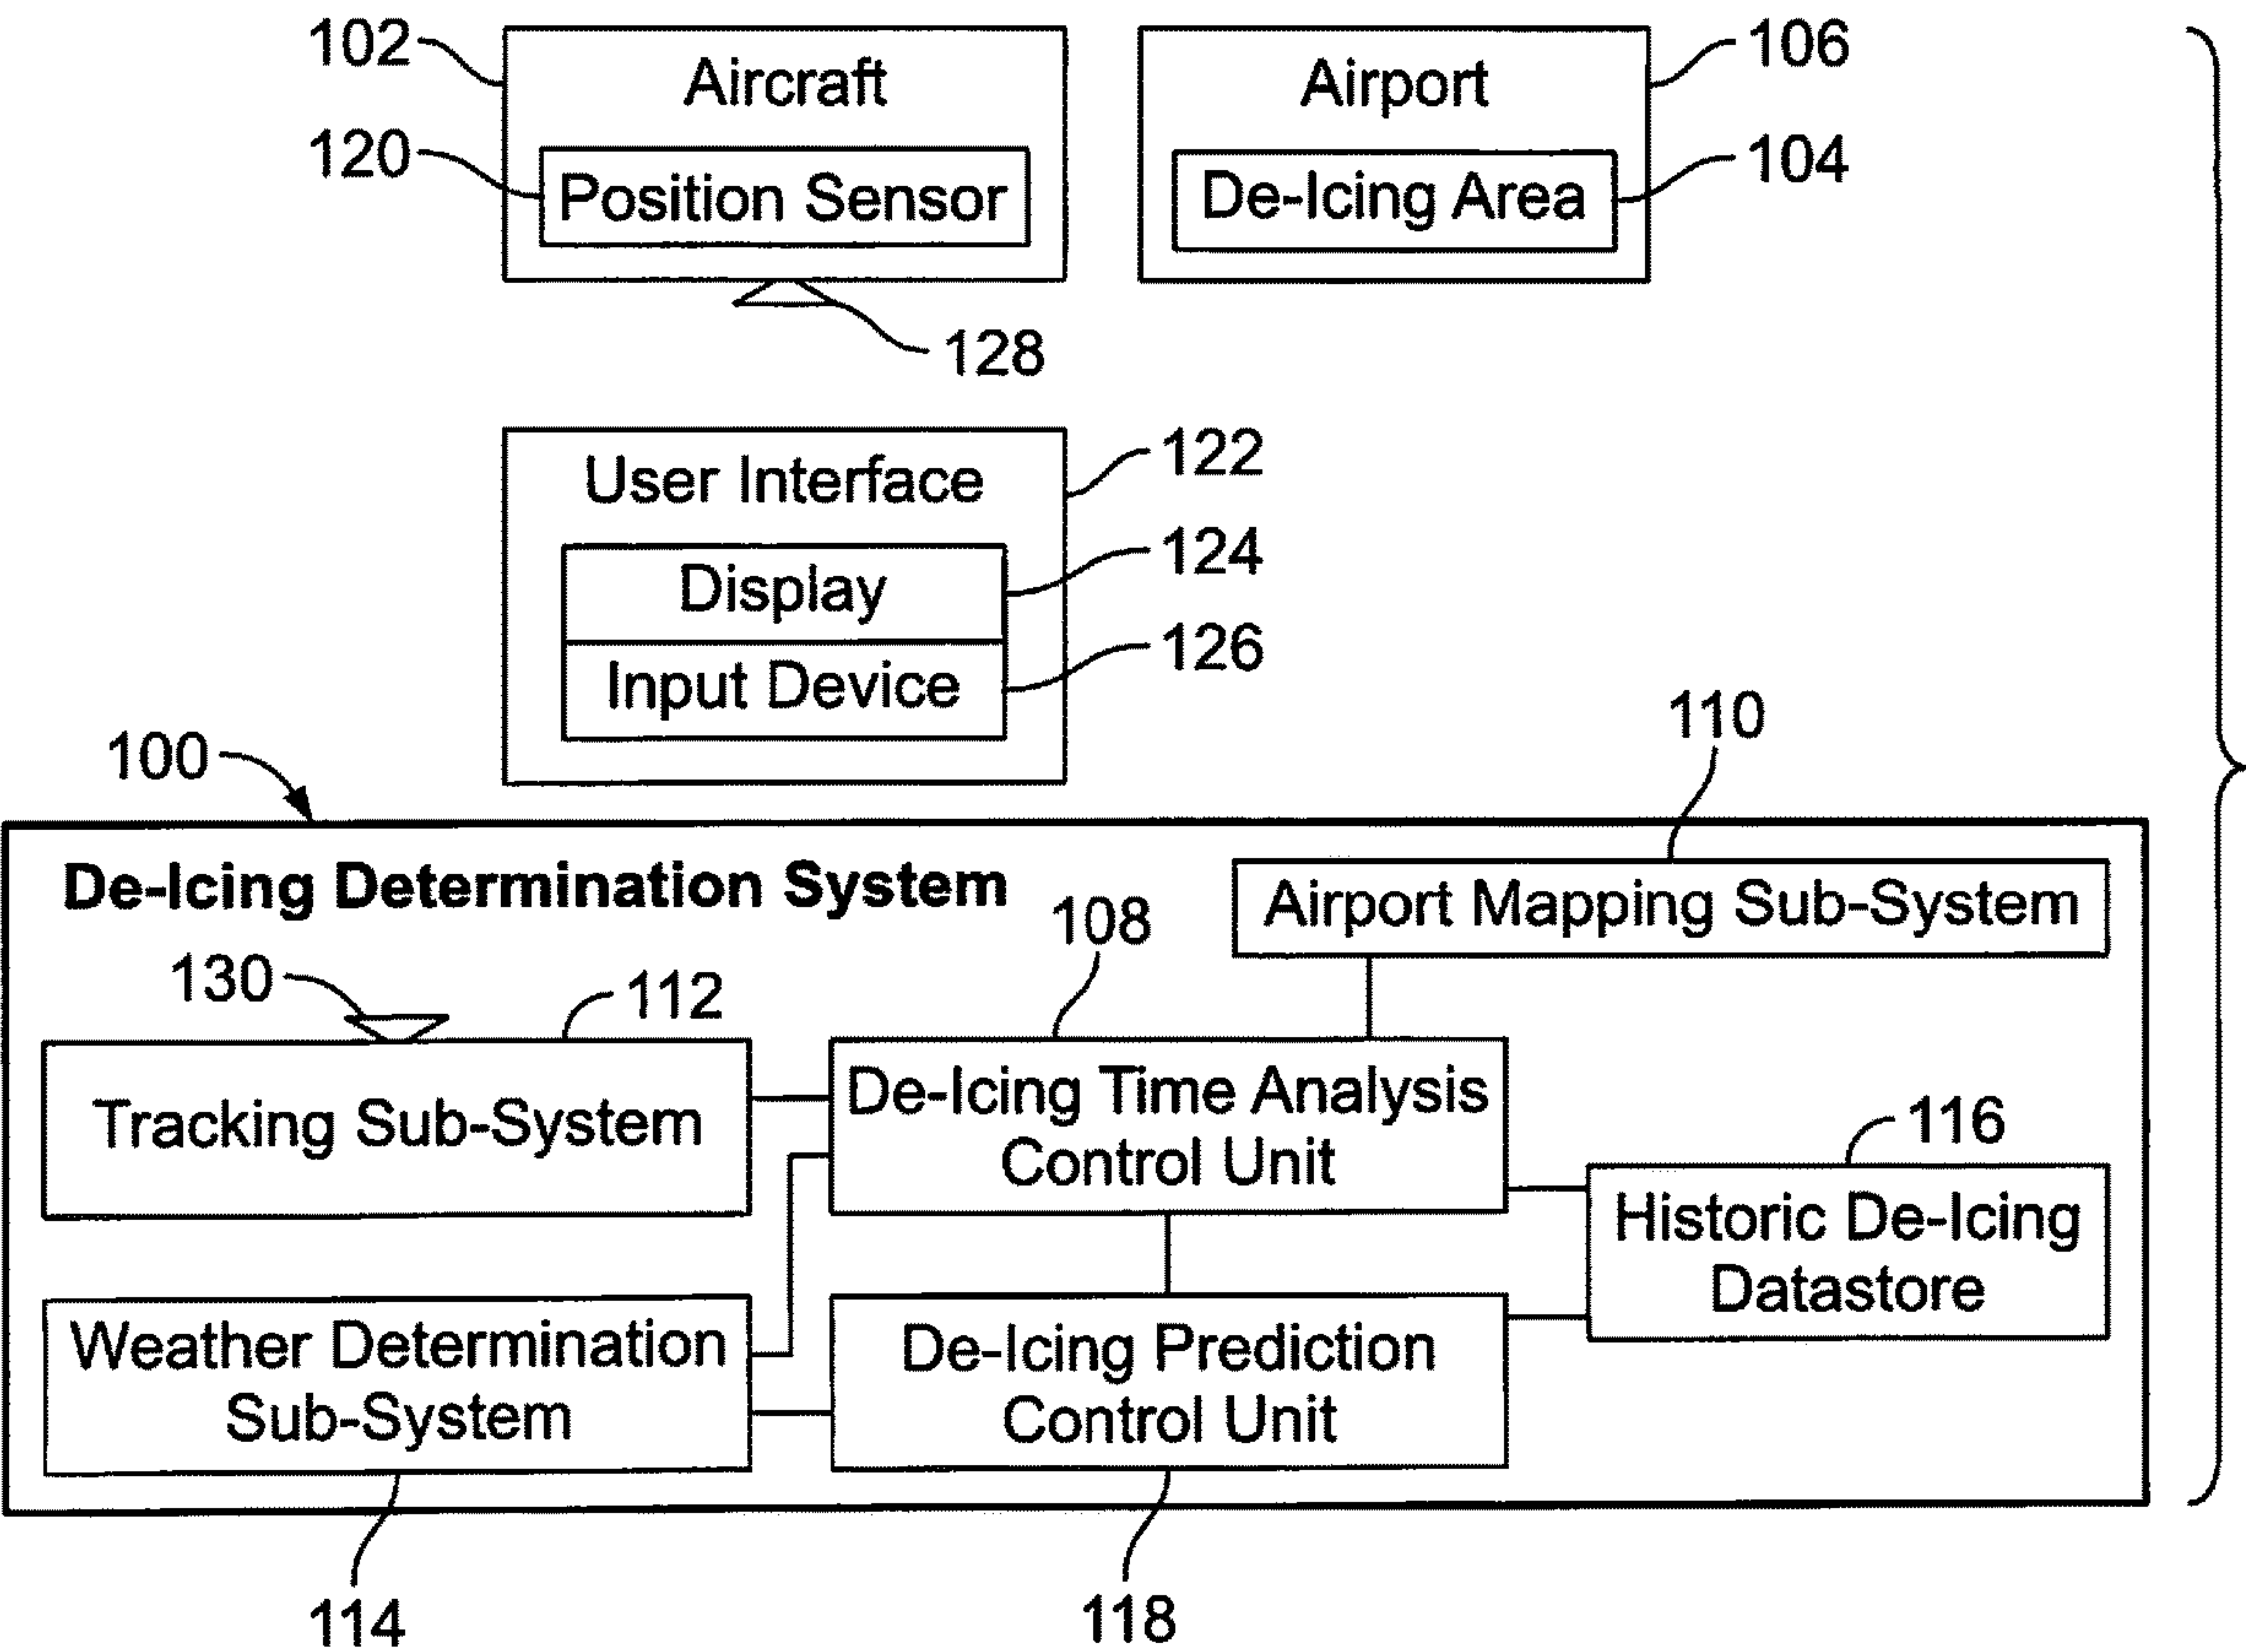 102
Aircraft
120
Position Sensor
128
Airport
106
De-Icing Area
104
User Interface
122
Display
124
Input Device
126
100
De-Icing Determination System
110
Airport Mapping Sub-System
130
112
Tracking Sub-System
108
De-Icing Time Analysis
Control Unit
116
Historic De-Icing
Datastore
Weather Determination
Sub-System
114
De-Icing Prediction
Control Unit
118